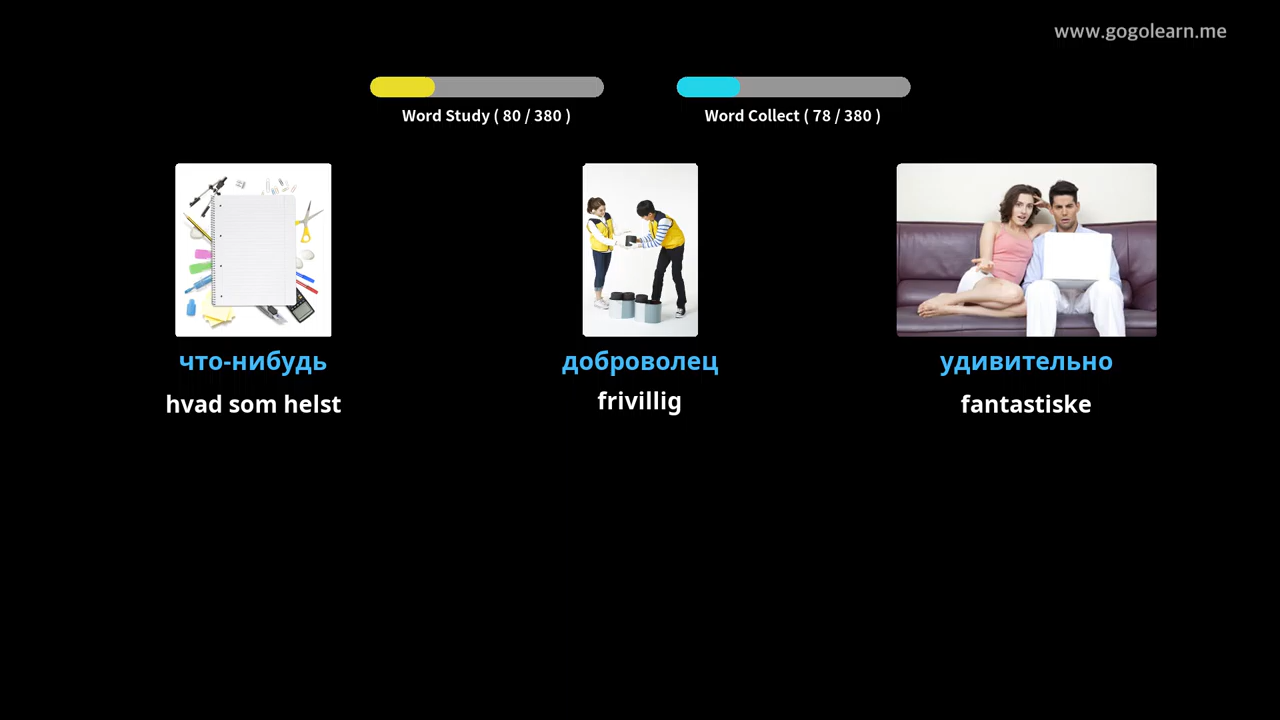 www.gogolearn.me
Word Study ( 80 / 380 )
Word Collect ( 78 / 380 )
что-нибудь
hvad som helst
доброволец
frivillig
удивительно
fantastiske